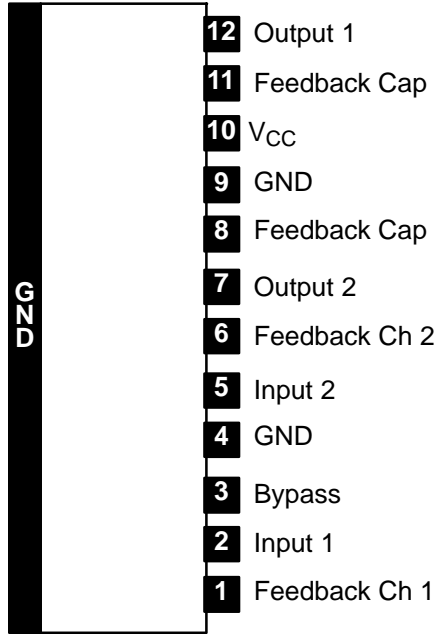 GND
12 Output 1
11 Feedback Cap
10 VCC
9 GND
8 Feedback Cap
7 Output 2
6 Feedback Ch 2
5 Input 2
4 GND
3 Bypass
2 Input 1
1 Feedback Ch 1